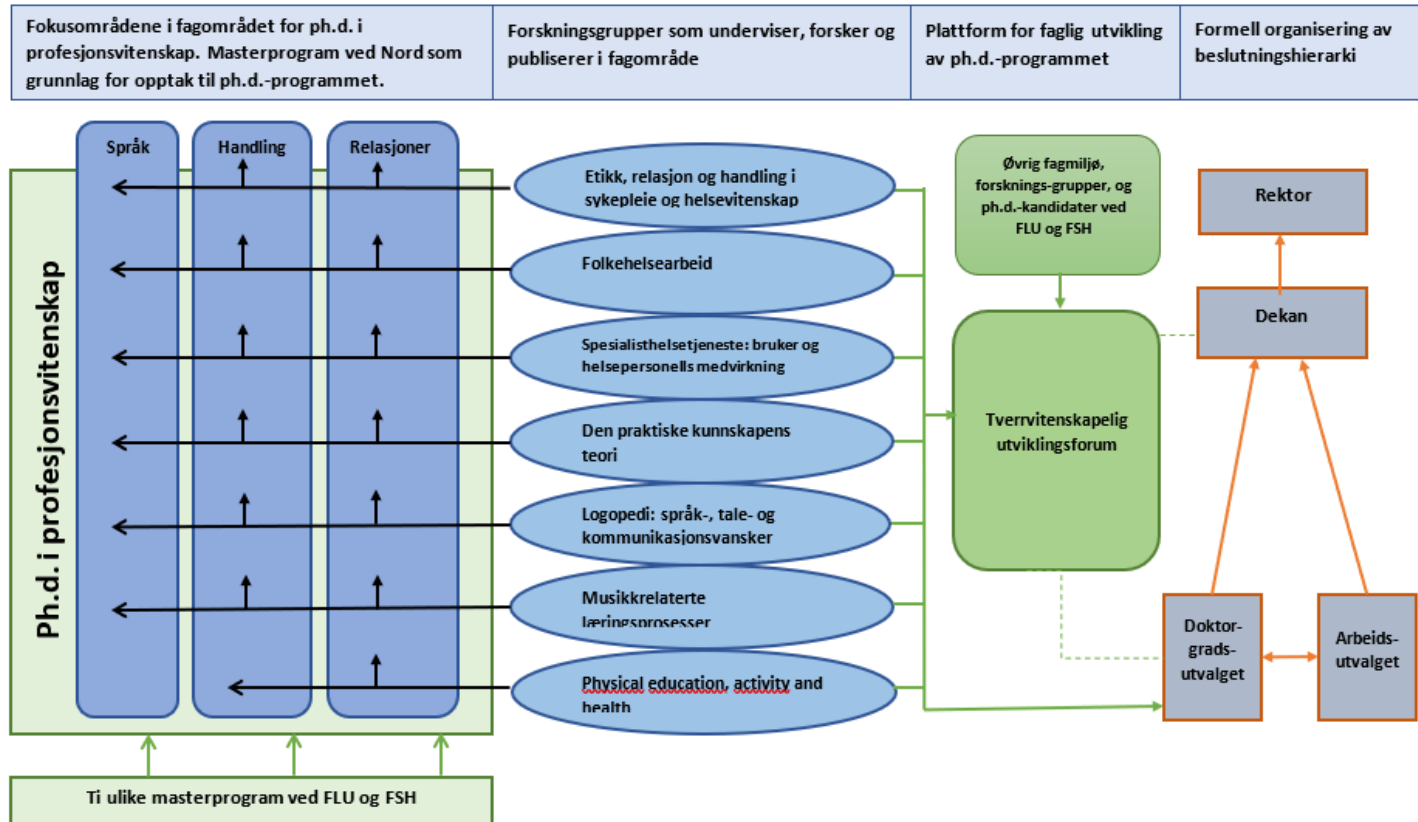 Fokusområdene i fagområdet for ph.d. i
profesjonsvitenskap. Masterprogram ved Nord som
grunnlag for opptak til ph.d.-programmet.
Forskningsgrupper som underviser, forsker og
publiserer i fagområde
Plattform for faglig utvikling
av ph.d.-programmet
Formell organisering av
beslutningshierarki
Ph.d. i profesjonsvitenskap
Språk
Handling
Relasjoner
Etikk, relasjon og handling i
sykepleie og helsevitenskap
Folkehelsearbeid
Spesialisthelsetjeneste: bruker og
helsepersonells medvirkning
Den praktiske kunnskapens
teori
Logopedi: språk-, tale- og
kommunikasjonsvansker
Musikkrelaterte
læringsprosesser
Physical education, activity and
health
Øvrig fagmiljø,
forsknings-grupper, og
ph.d.-kandidater ved
FLU og FSH
Tverrvitenskapelig
utviklingsforum
Rektor
Dekan
Doktor-
grads-
utvalget
Arbeids-
utvalget
Ti ulike masterprogram ved FLU og FSH